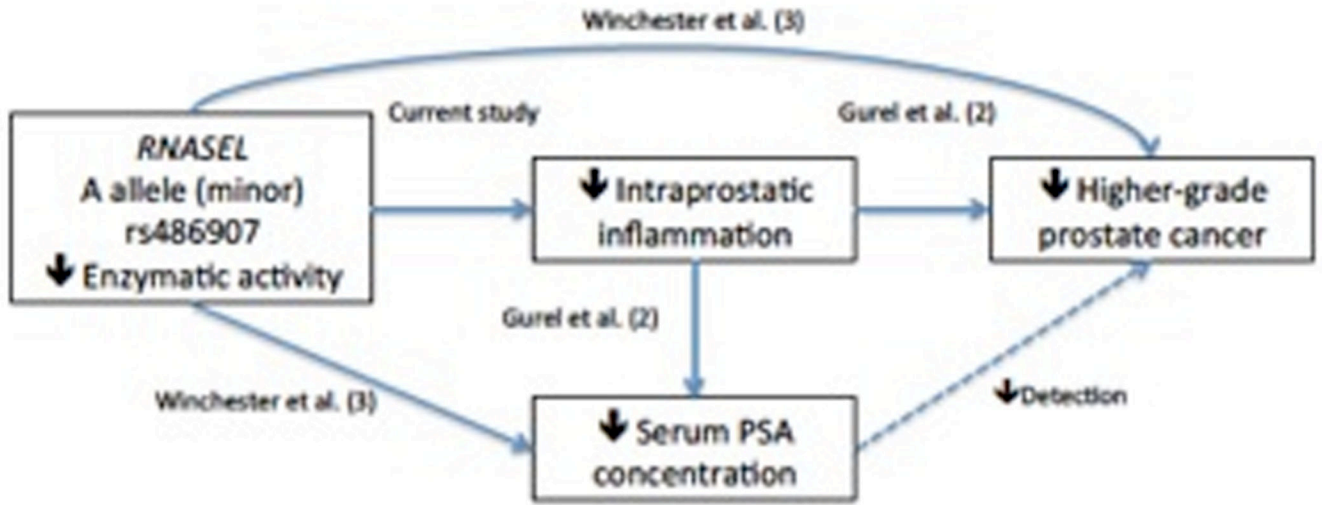 Winchester et al. (3)
Current study
Gurel et al. (2)
RNASEL
A allele (minor)
rs486907
↓ Enzymatic activity
↓ Intraprostatic
inflammation
↓ Higher-grade
prostate cancer
Gurel et al. (2)
Winchester et al. (3)
↓ Detection
↓ Serum PSA
concentration